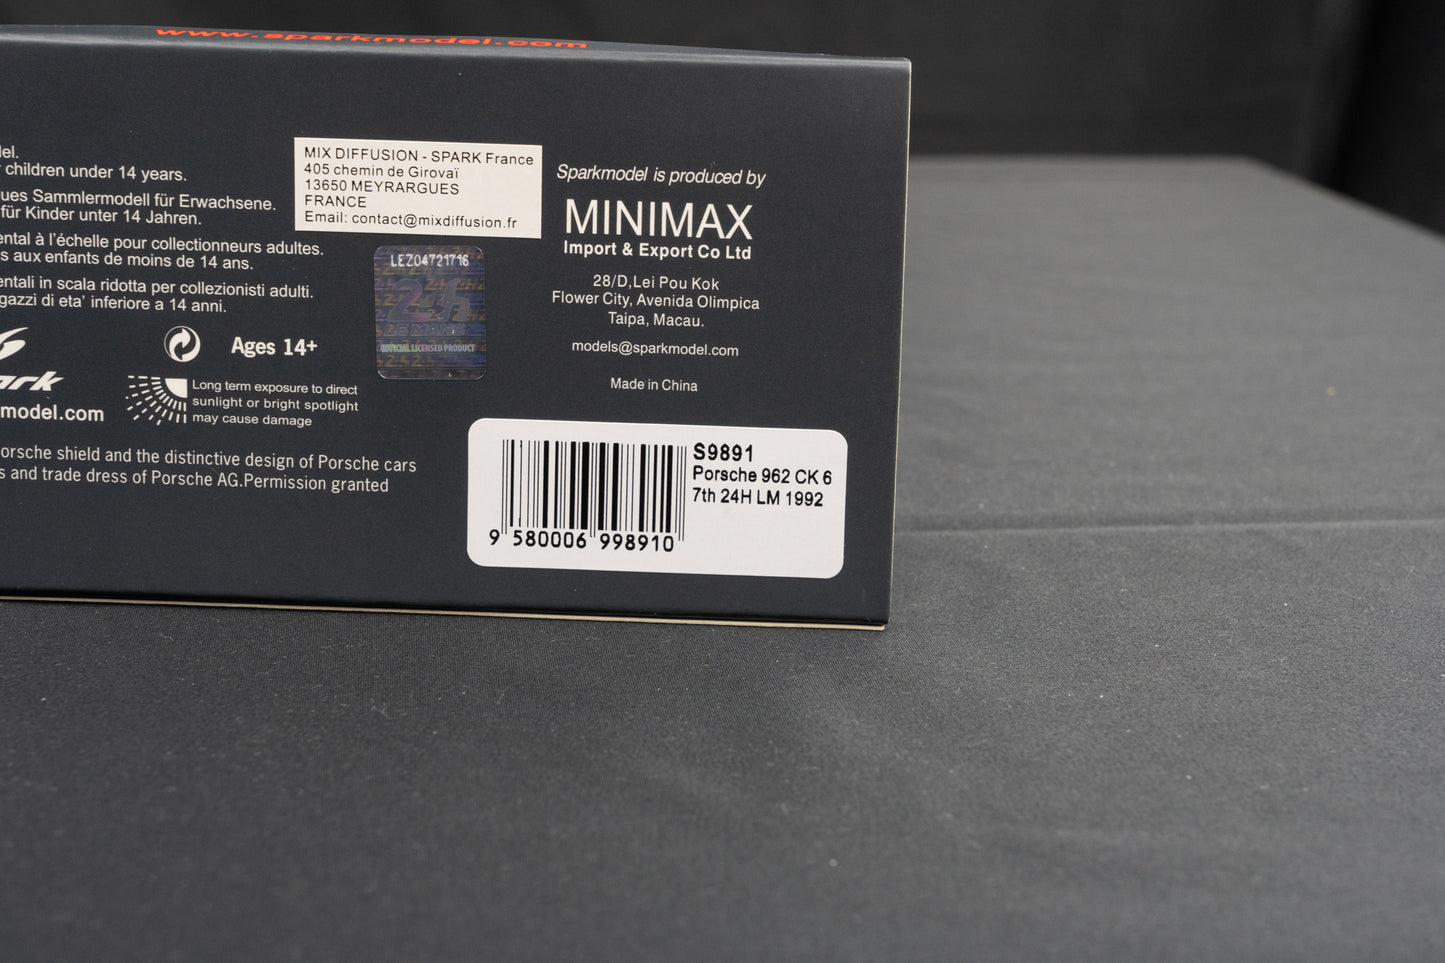 www.sparkmodel.com
del.
r children under 14 years.
ues Sammlermodell für Erwachsene.
für Kinder unter 14 Jahren.
ental à l'échelle pour collectionneurs adultes.
s aux enfants de moins de 14 ans.
entali in scala ridotta per collezionisti adulti.
gazzi di eta' inferiore a 14 anni.
Ages 14+
ark
model.com
Long term exposure to direct
sunlight or bright spotlight
may cause damage
orsche shield and the distinctive design of Porsche cars
s and trade dress of Porsche AG.Permission granted
MIX DIFFUSION - SPARK France
405 chemin de Girovaï
13650 MEYRARGUES
FRANCE
Email: contact@mixdiffusion.fr
LEZ04721716
24h
LE MANS
OFFICIAL LICENSED PRODUCT
Sparkmodel is produced by
MINIMAX
Import & Export Co Ltd
28/D,Lei Pou Kok
Flower City, Avenida Olimpica
Taipa, Macau.
models@sparkmodel.com
Made in China
S9891
Porsche 962 CK 6
7th 24H LM 1992
9 580006 998910